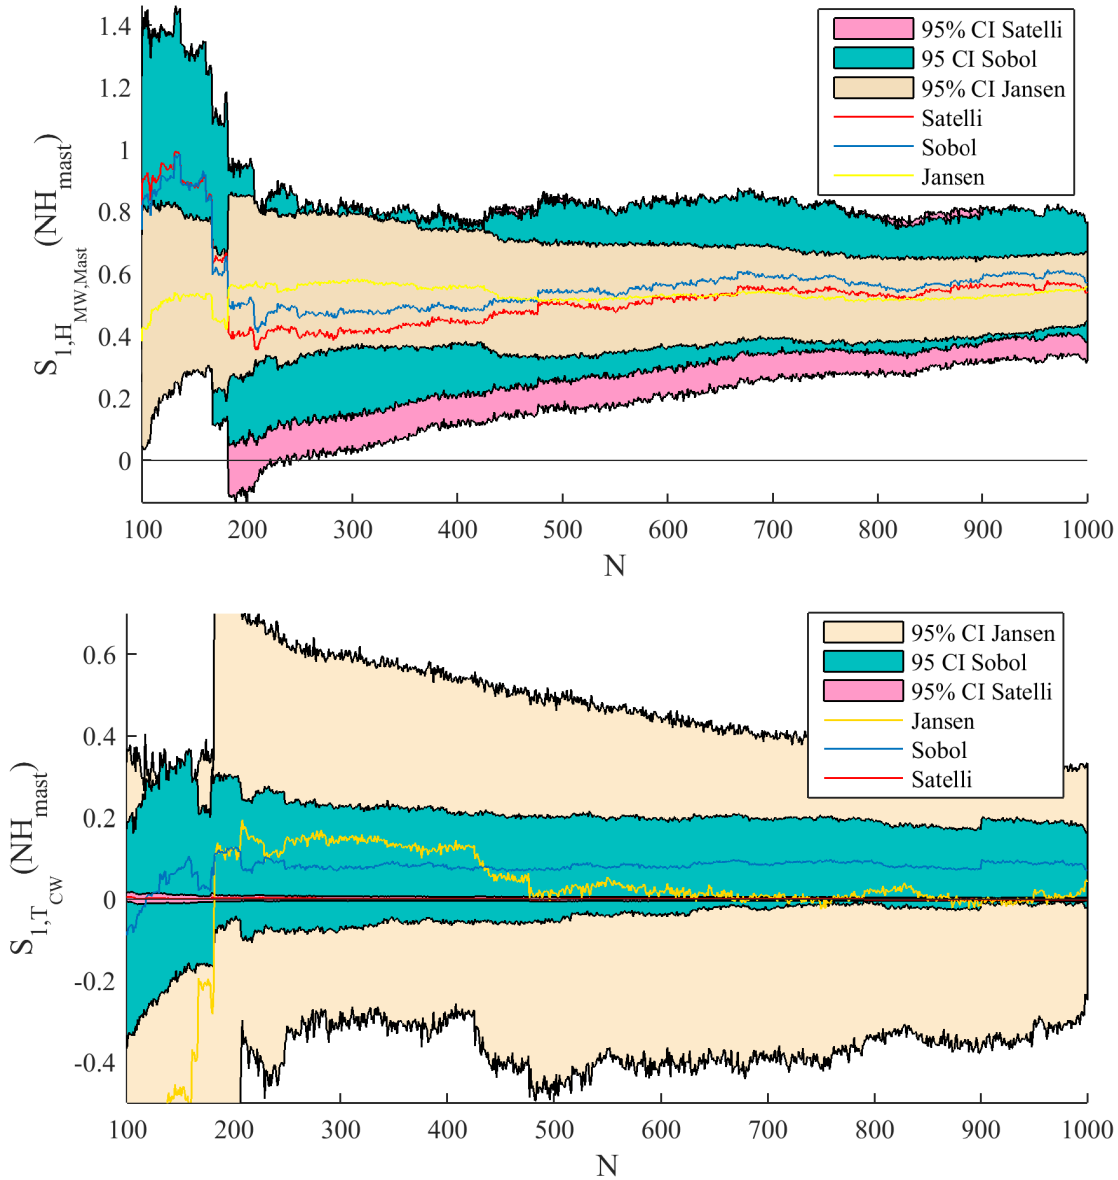 1.4
1.2
1
0.8
0.6
0.4
0.2
0
S1,HMW,Mast (NHmast)
95% CI Satelli
95 CI Sobol
95% CI Jansen
Satelli
Sobol
Jansen
100 200 300 400 500 600 700 800 900 1000
N
0.6
0.4
0.2
0
-0.2
-0.4
S1,TCW (NHmast)
95% CI Jansen
95 CI Sobol
95% CI Satelli
Jansen
Sobol
Satelli
100 200 300 400 500 600 700 800 900 1000
N